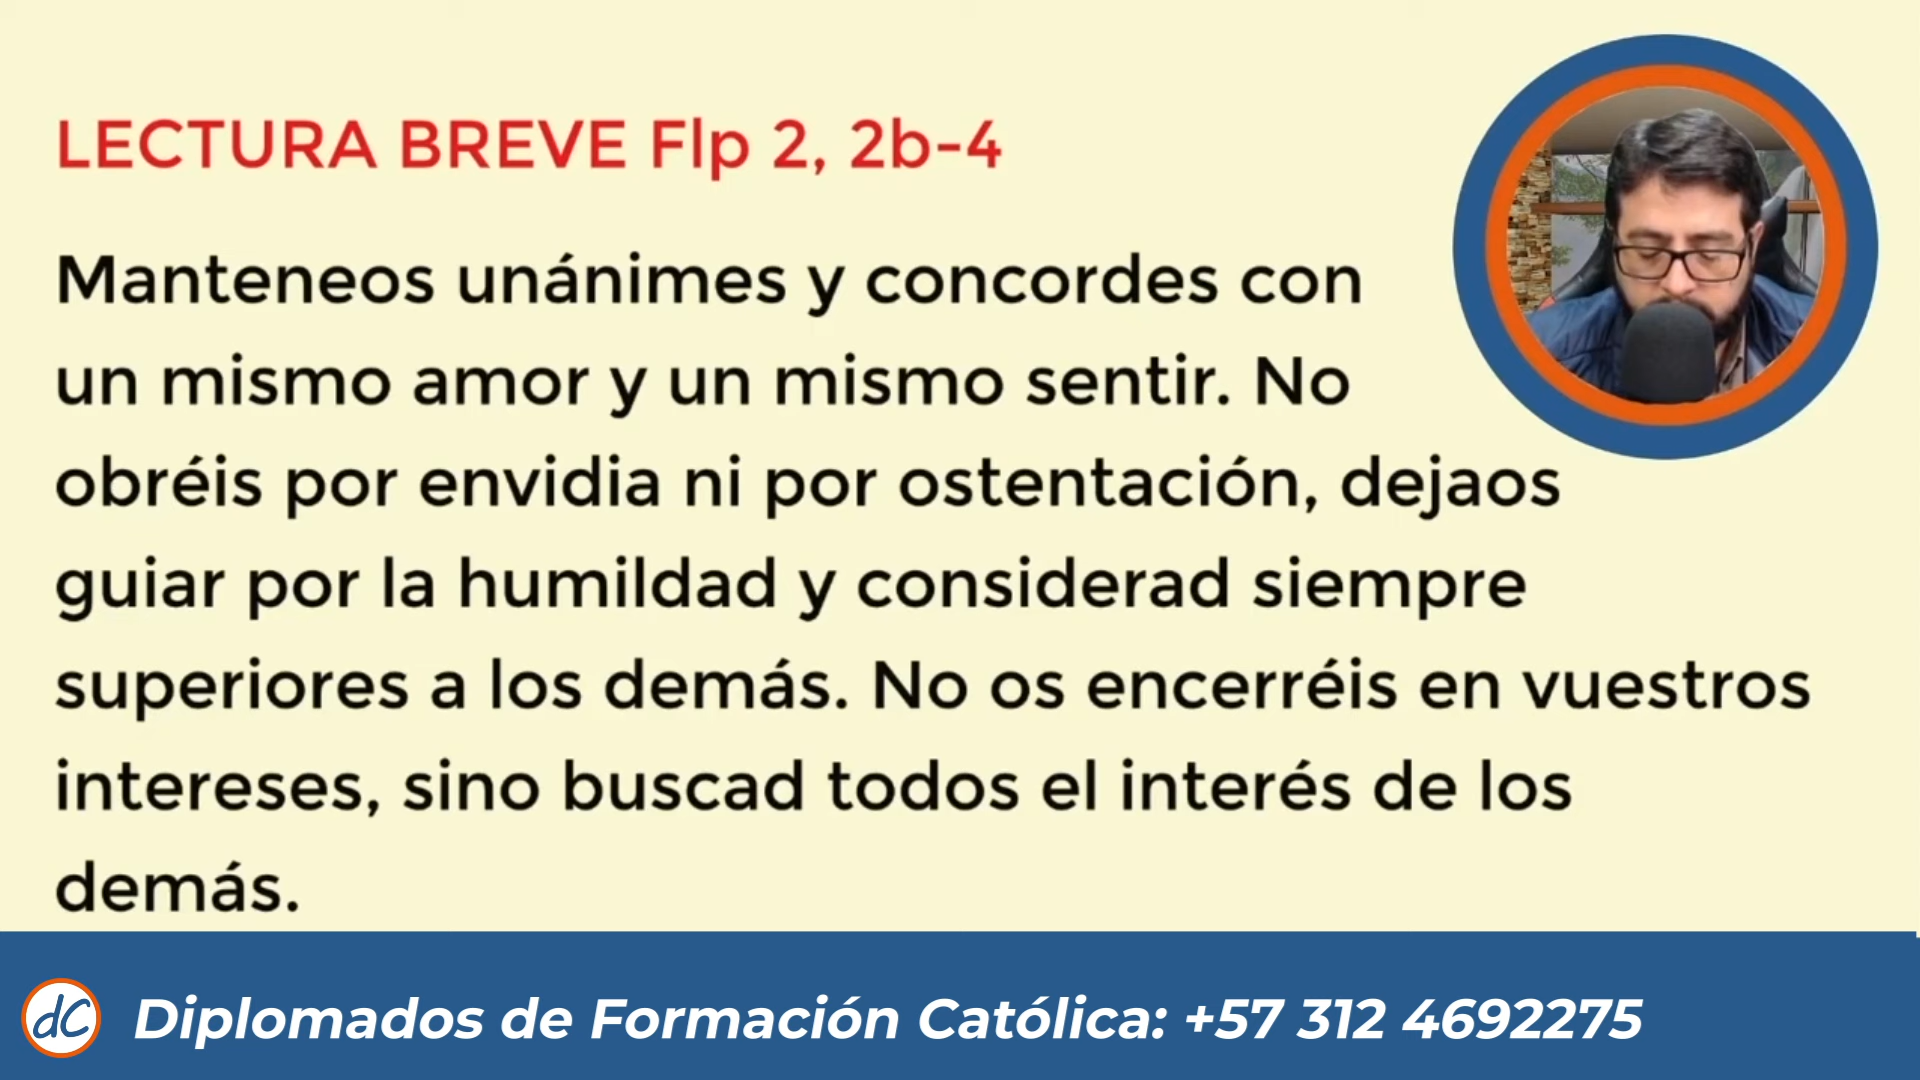 LECTURA BREVE Flp 2, 2b-4
Manteneos unánimes y concordes con
un mismo amor y un mismo sentir. No
obréis por envidia ni por ostentación, dejaos
guiar por la humildad y considerad siempre
superiores a los demás. No os encerréis en vuestros
intereses, sino buscad todos el interés de los
demás.
dC Diplomados de Formación Católica: +57 312 4692275